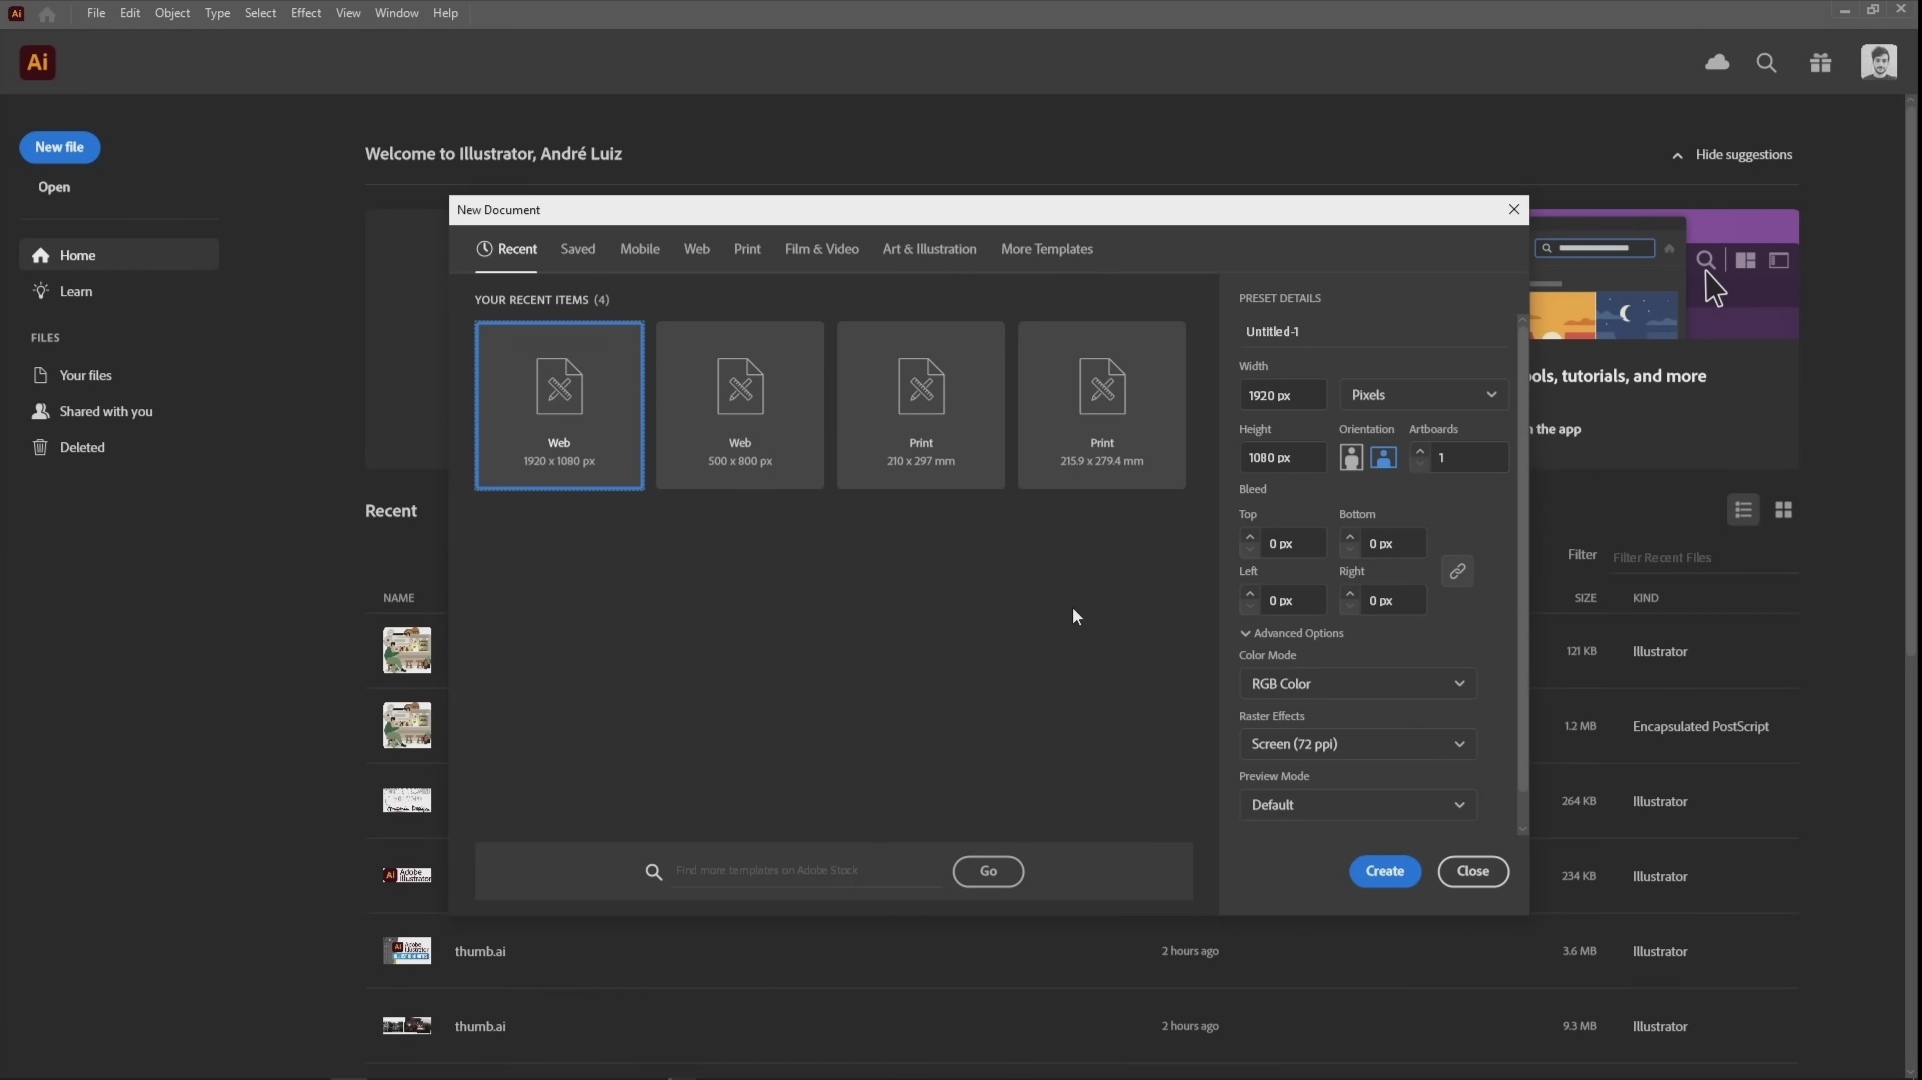 Ai File Edit Object Type Select Effect View Window Help
Ai
New file
Open
Home
Learn
FILES
Your files
Shared with you
Deleted
Welcome to Illustrator, André Luiz
Hide suggestions
New Document
Recent Saved Mobile Web Print Film & Video Art & Illustration More Templates
YOUR RECENT ITEMS (4)
Web
1920 x 1080 px
Web
500 x 800 px
Print
210 x 297 mm
Print
215.9 x 279.4 mm
Find more templates on Adobe Stock
Go
PRESET DETAILS
Untitled-1
Width
1920 px Pixels
Height Orientation Artboards
1080 px 1
Bleed
Top Bottom
0 px 0 px
Left Right
0 px 0 px
Advanced Options
Color Mode
RGB Color
Raster Effects
Screen (72 ppi)
Preview Mode
Default
Create Close
ols, tutorials, and more
the app
Recent
Filter Filter Recent Files
NAME SIZE KIND
121 KB Illustrator
1.2 MB Encapsulated PostScript
264 KB Illustrator
Ai Adobe Illustrator
234 KB Illustrator
thumb.ai 2 hours ago 3.6 MB Illustrator
thumb.ai 2 hours ago 9.3 MB Illustrator